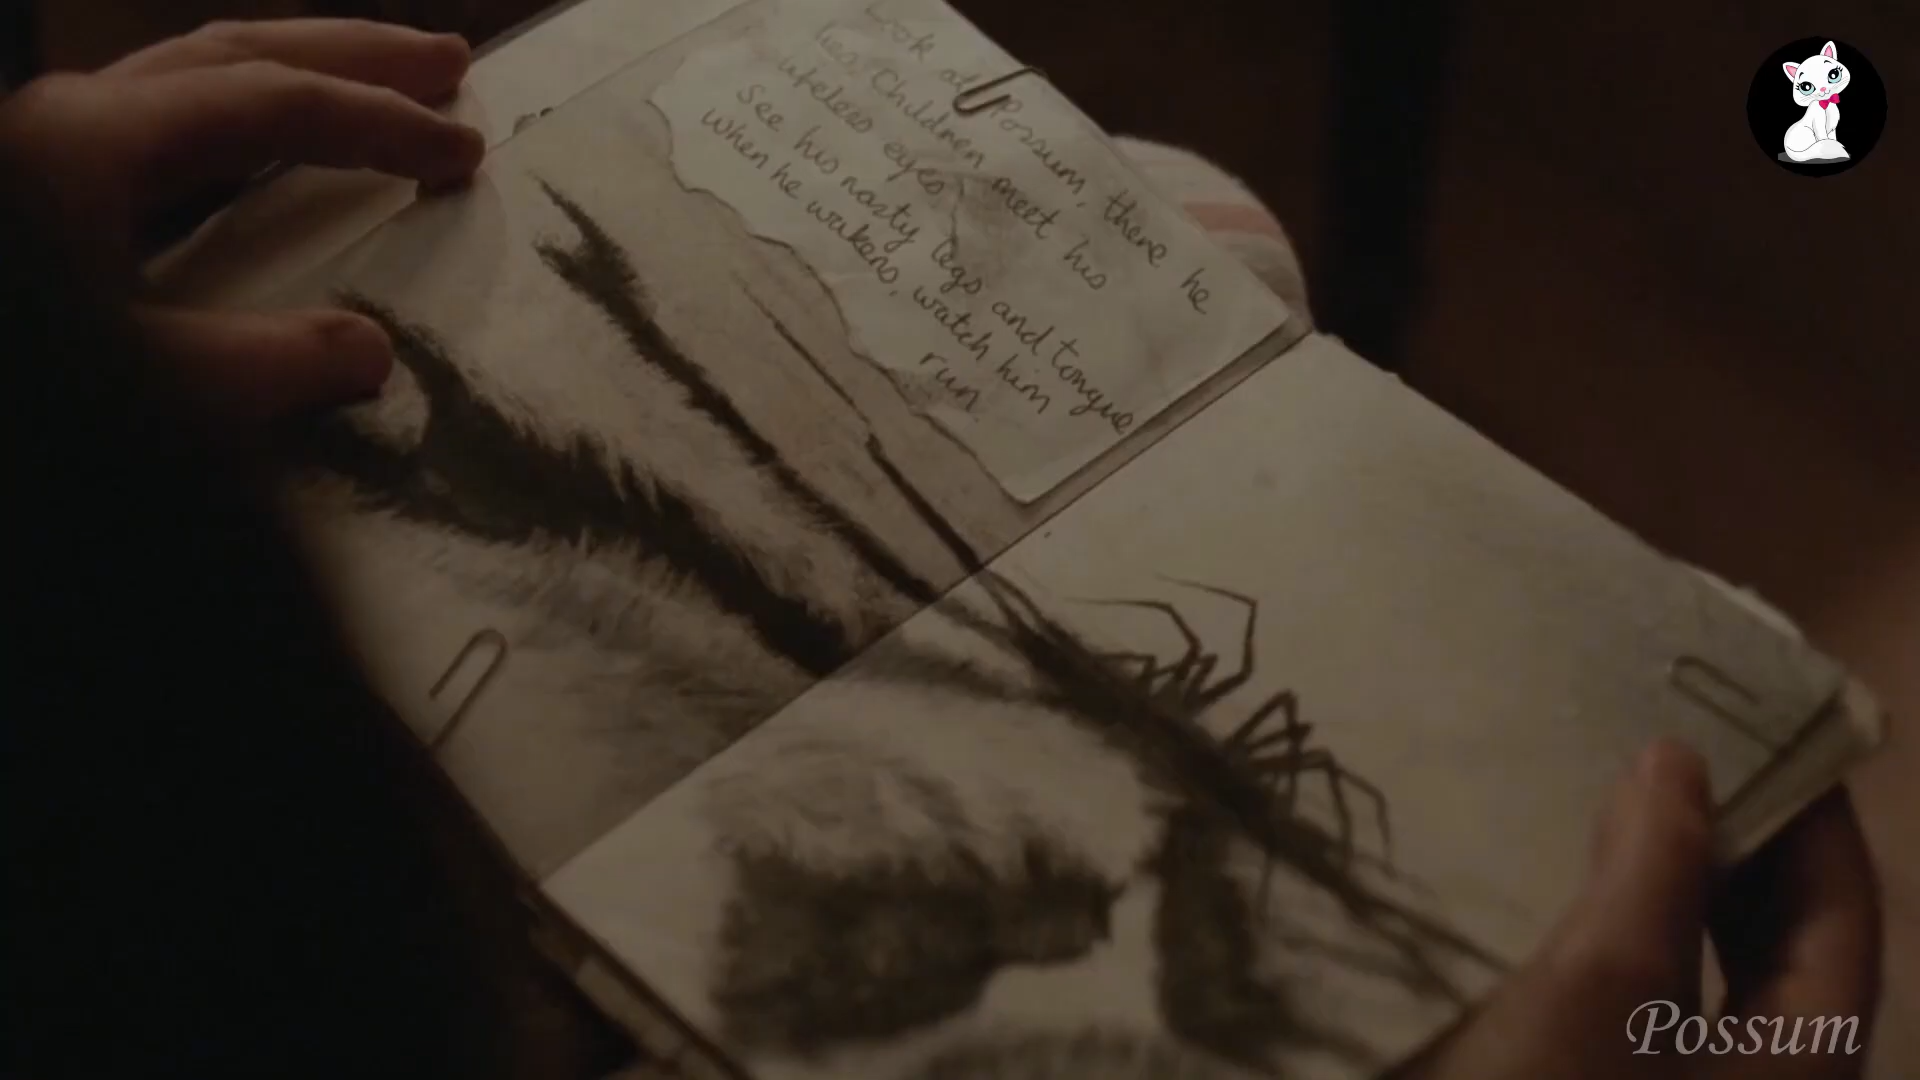 Look at Possum, there he
lies. Children meet his
lifeless eyes.
See his nasty legs and tongue
when he wakens, watch him
run.
Possum